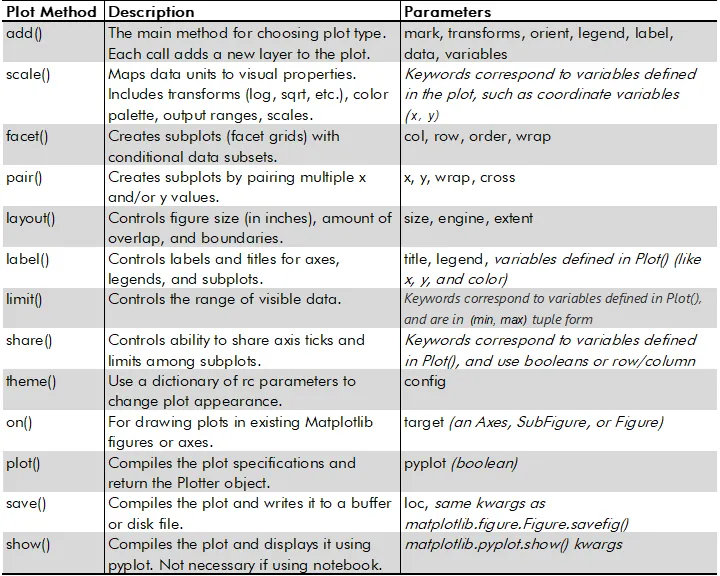 Plot Method Description Parameters
add() The main method for choosing plot type. mark, transforms, orient, legend, label,
Each call adds a new layer to the plot. data, variables
scale() Maps data units to visual properties. Keywords correspond to variables defined
Includes transforms (log, sqrt, etc.), color in the plot, such as coordinate variables
palette, output ranges, scales. (x, y)
facet() Creates subplots (facet grids) with col, row, order, wrap
conditional data subsets.
pair() Creates subplots by pairing multiple x x, y, wrap, cross
and/or y values.
layout() Controls figure size (in inches), amount of size, engine, extent
overlap, and boundaries.
label() Controls labels and titles for axes, title, legend, variables defined in Plot() (like
legends, and subplots. x, y, and color)
limit() Controls the range of visible data. Keywords correspond to variables defined in Plot(),
and are in (min, max) tuple form
share() Controls ability to share axis ticks and Keywords correspond to variables defined
limits among subplots. in Plot(), and use booleans or row/column
theme() Use a dictionary of rc parameters to config
change plot appearance.
on() For drawing plots in existing Matplotlib target (an Axes, SubFigure, or Figure)
figures or axes.
plot() Compiles the plot specifications and pyplot (boolean)
return the Plotter object.
save() Compiles the plot and writes it to a buffer loc, same kwargs as
or disk file. matplotlib.figure.Figure.savefig()
show() Compiles the plot and displays it using matplotlib.pyplot.show() kwargs
pyplot. Not necessary if using notebook.